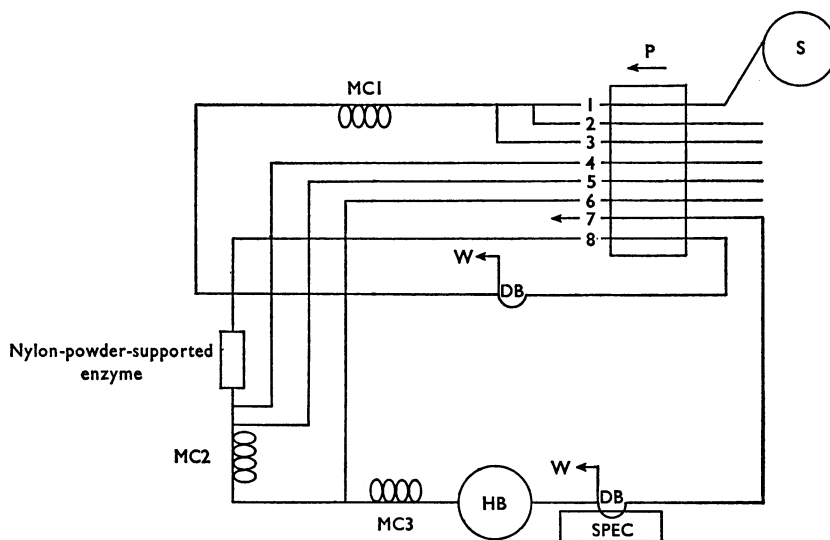 S
P
MC1
1
2
3
4
5
6
7
8
W
DB
Nylon-powder-supported
enzyme
MC2
W
MC3
HB
DB
SPEC